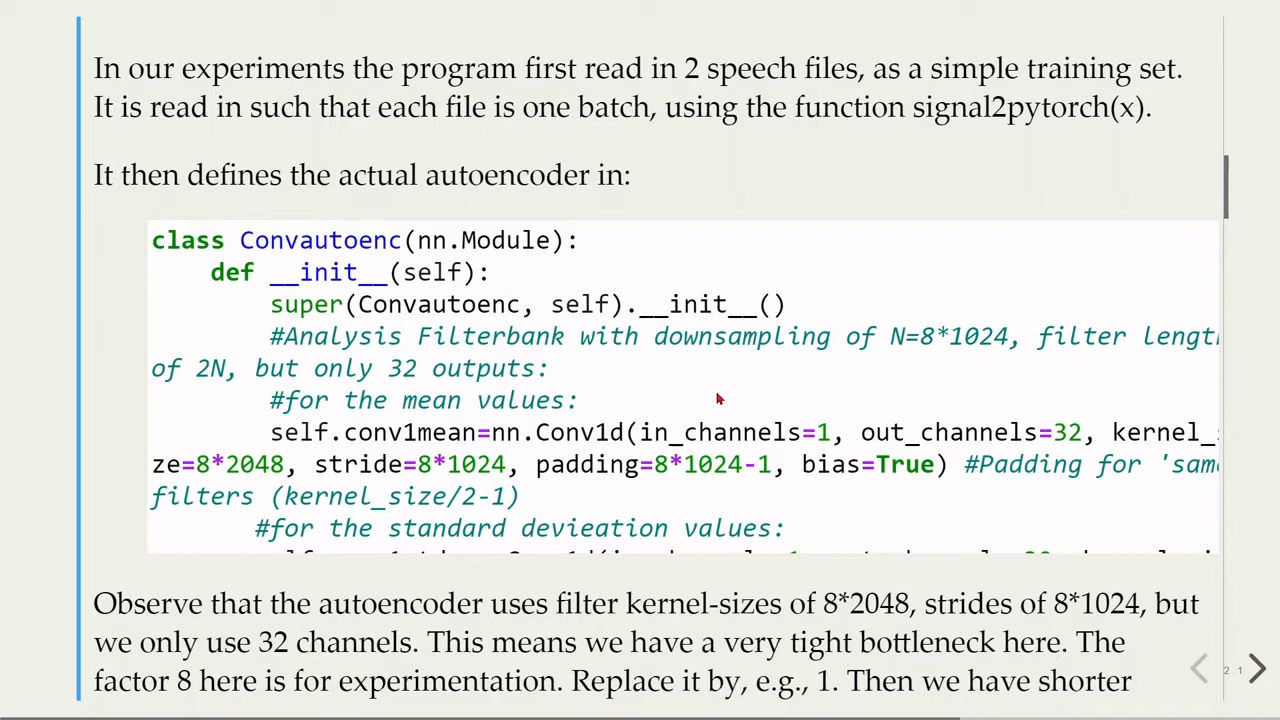 In our experiments the program first read in 2 speech files, as a simple training set.
It is read in such that each file is one batch, using the function signal2pytorch(x).
It then defines the actual autoencoder in:
class Convautoenc(nn.Module):
def __init__(self):
super(Convautoenc, self).__init__()
#Analysis Filterbank with downsampling of N=8*1024, filter lengt
of 2N, but only 32 outputs:
#for the mean values:
self.conv1mean=nn.Conv1d(in_channels=1, out_channels=32, kernel_s
ze=8*2048, stride=8*1024, padding=8*1024-1, bias=True) #Padding for 'sam
filters (kernel_size/2-1)
#for the standard devieation values:
Observe that the autoencoder uses filter kernel-sizes of 8*2048, strides of 8*1024, but
we only use 32 channels. This means we have a very tight bottleneck here. The
factor 8 here is for experimentation. Replace it by, e.g., 1. Then we have shorter
2.1